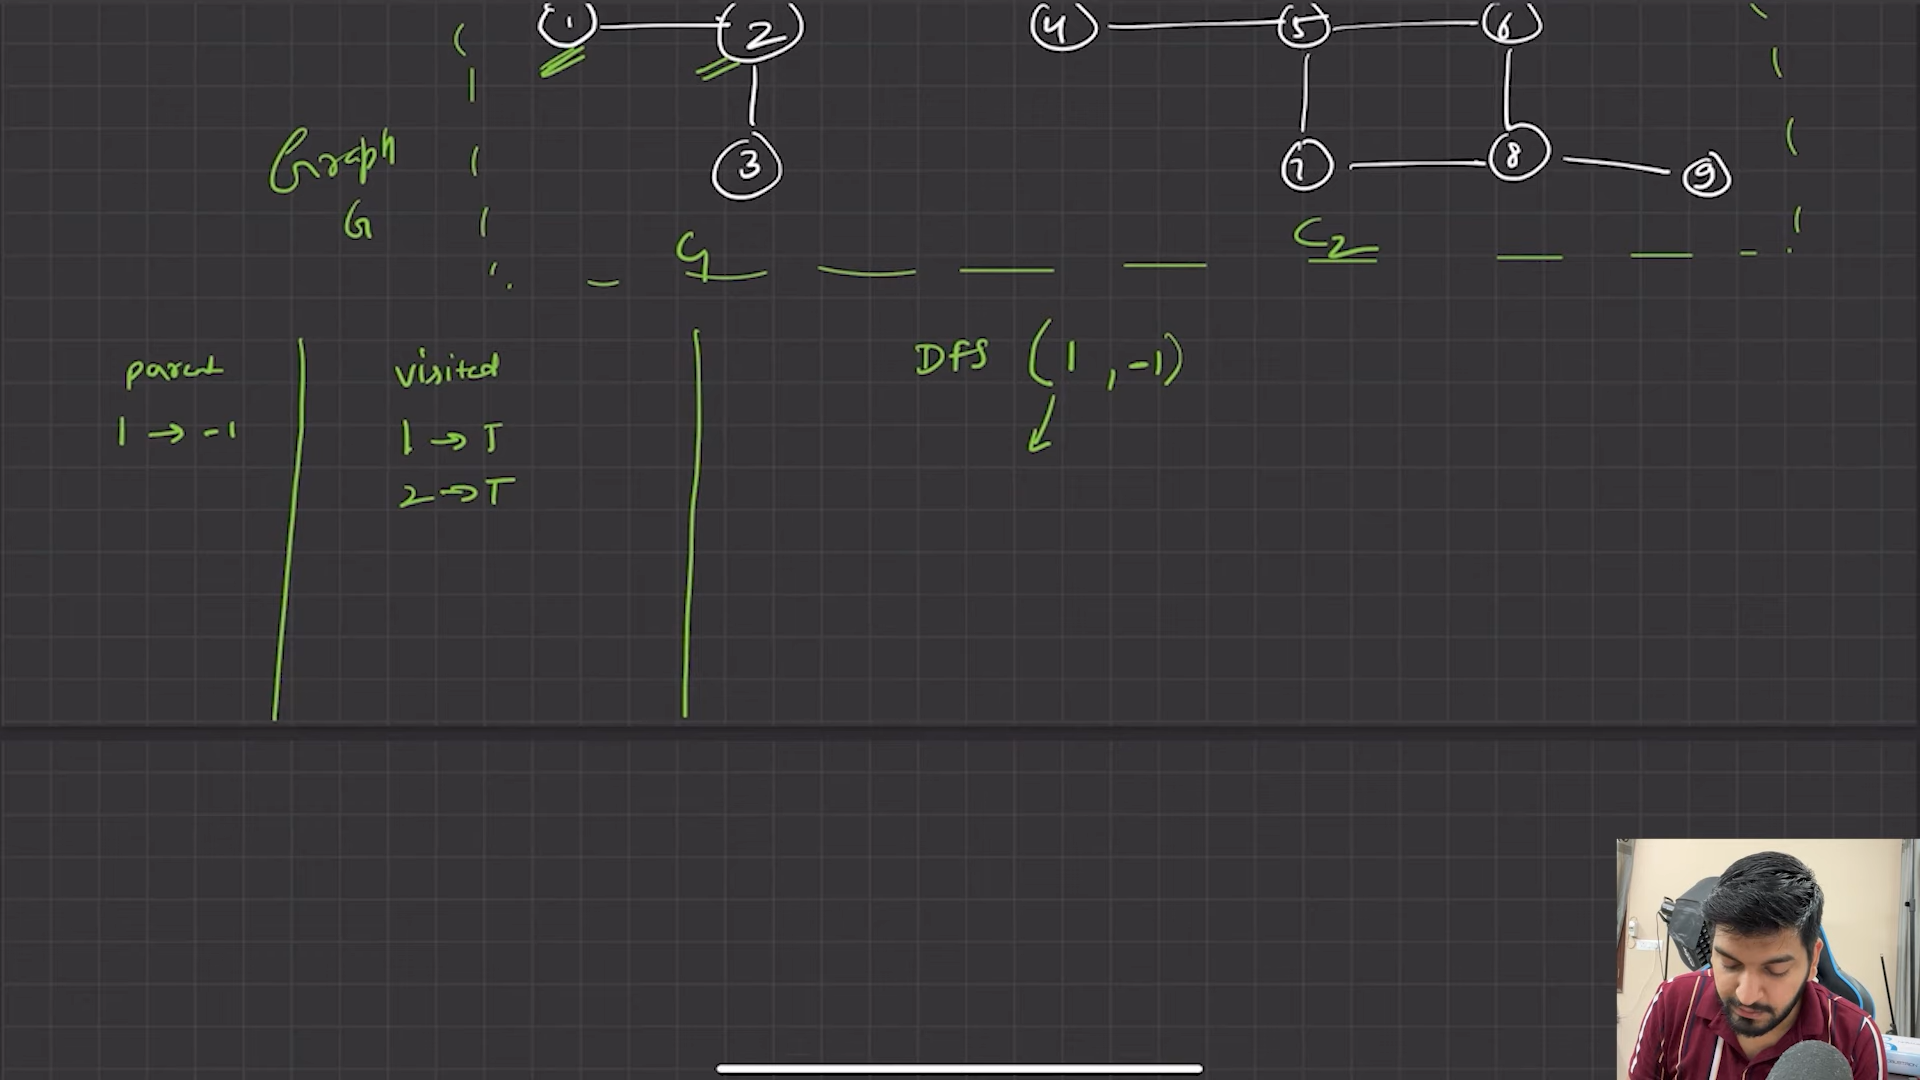 1 2 4 5 6
3 7 8 9
Graph
G
C1 C2
parent visited DFS (1, -1)
1 → -1 1 → T
2 → T